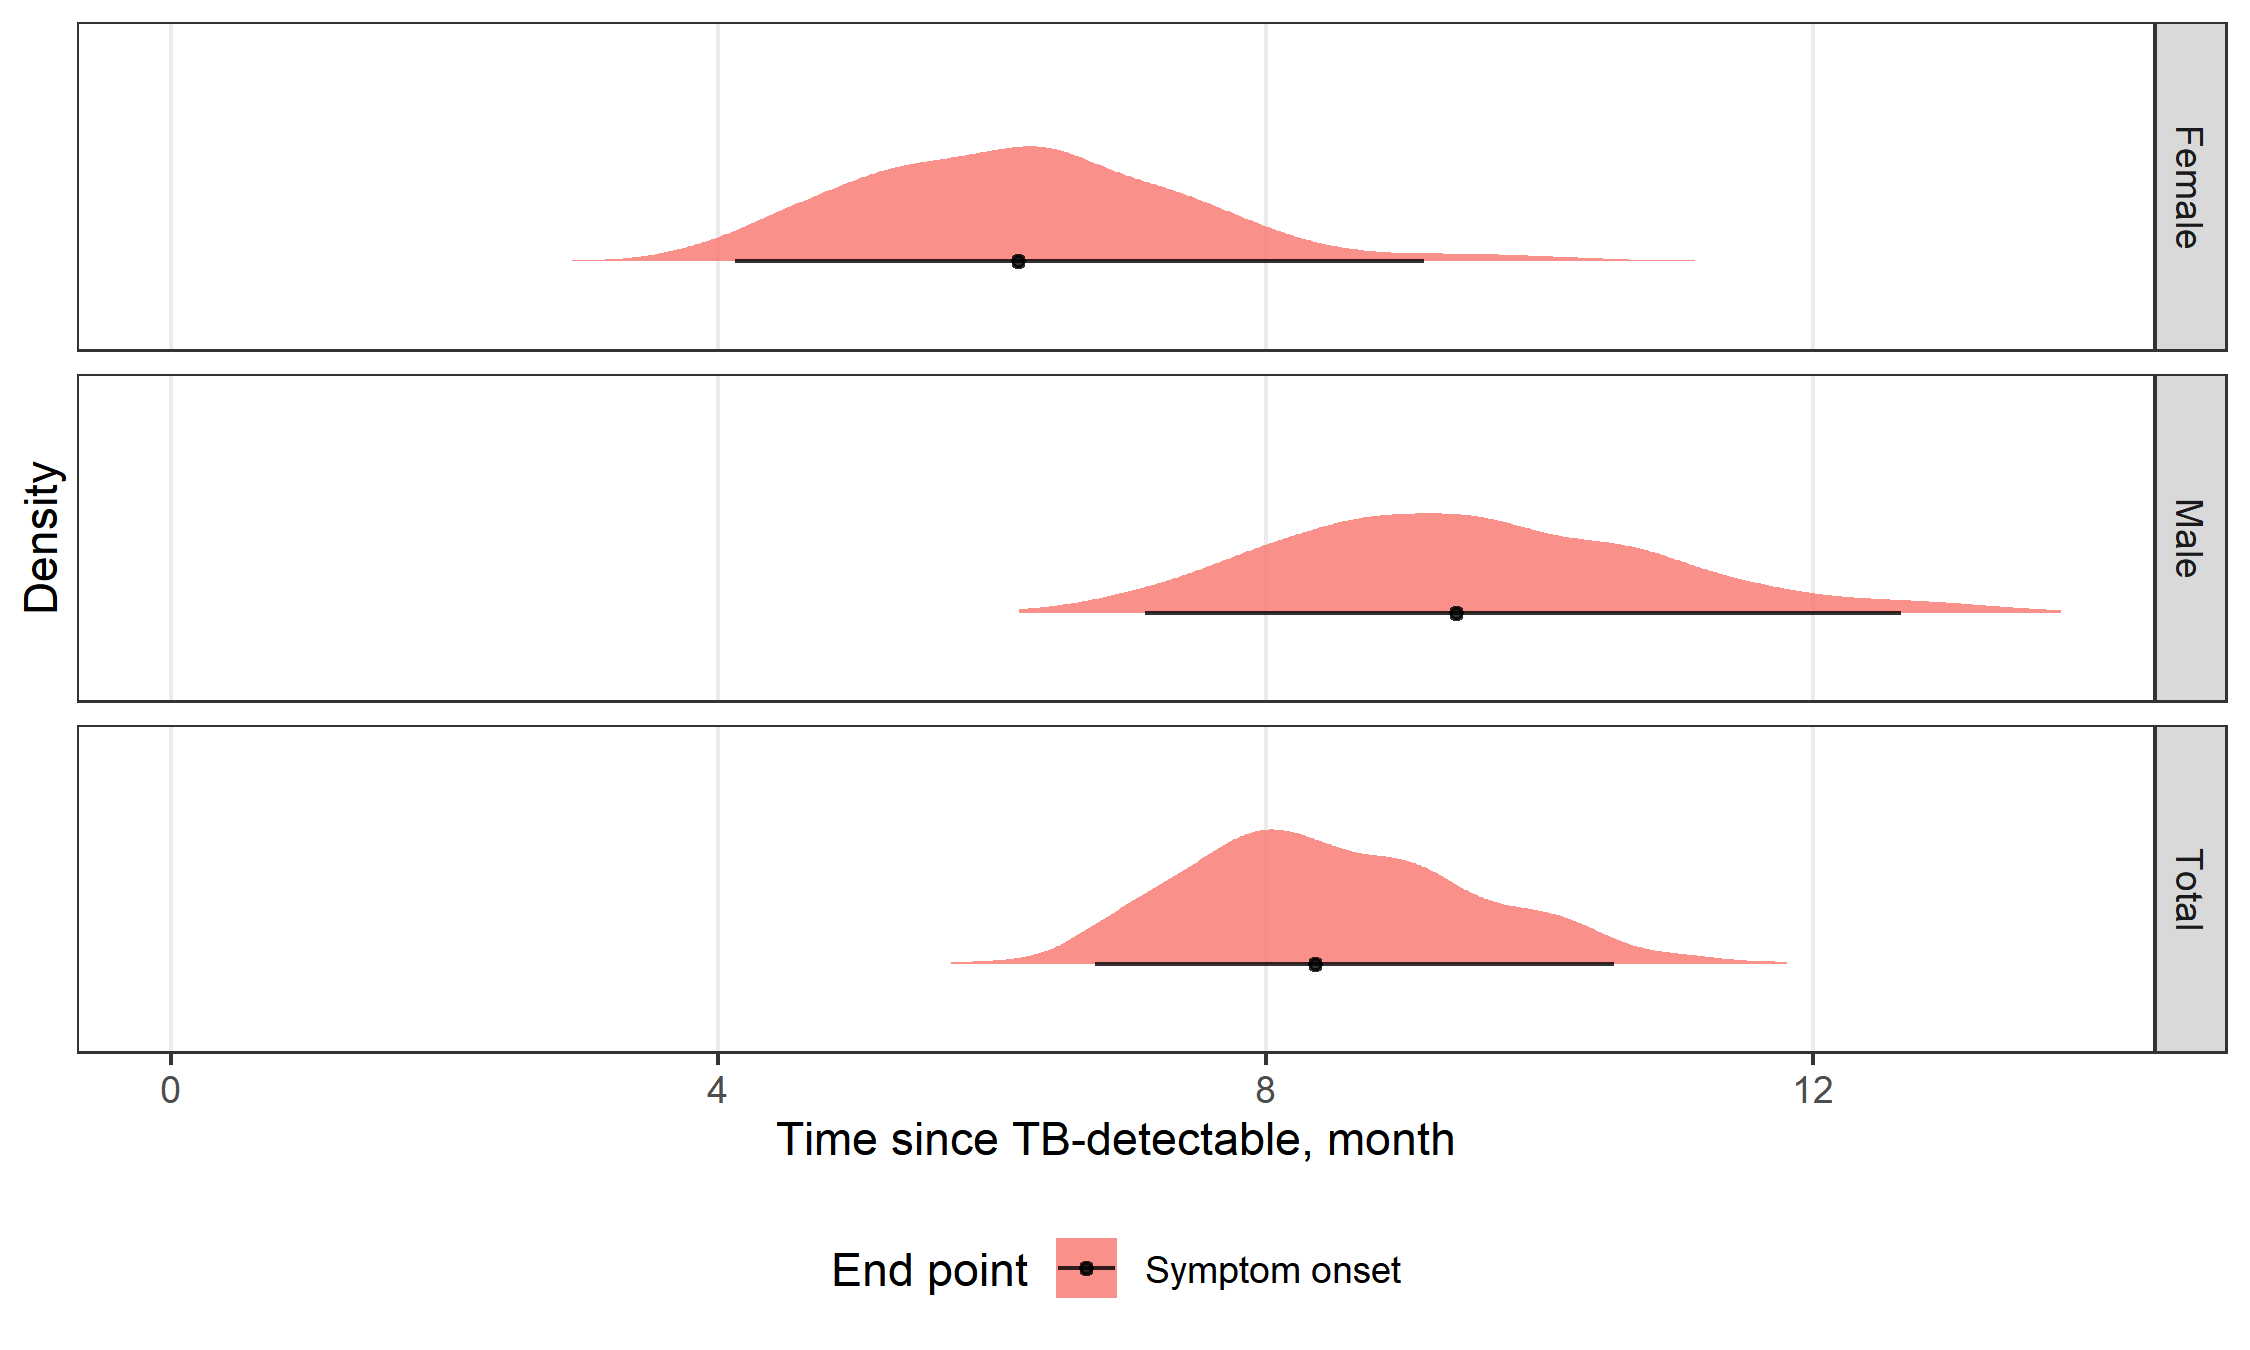 Female
Male
Total
Density
0 4 8 12
Time since TB-detectable, month
End point Symptom onset